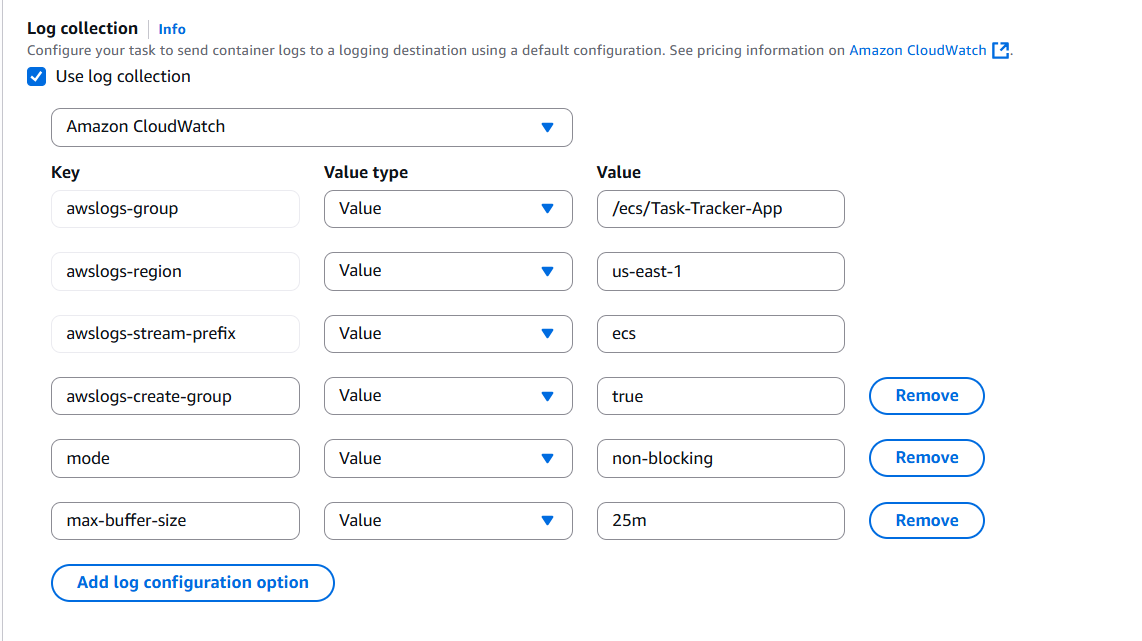 Log collection Info
Configure your task to send container logs to a logging destination using a default configuration. See pricing information on Amazon CloudWatch.
Use log collection
Amazon CloudWatch
Key Value type Value
awslogs-group Value /ecs/Task-Tracker-App
awslogs-region Value us-east-1
awslogs-stream-prefix Value ecs
awslogs-create-group Value true Remove
mode Value non-blocking Remove
max-buffer-size Value 25m Remove
Add log configuration option